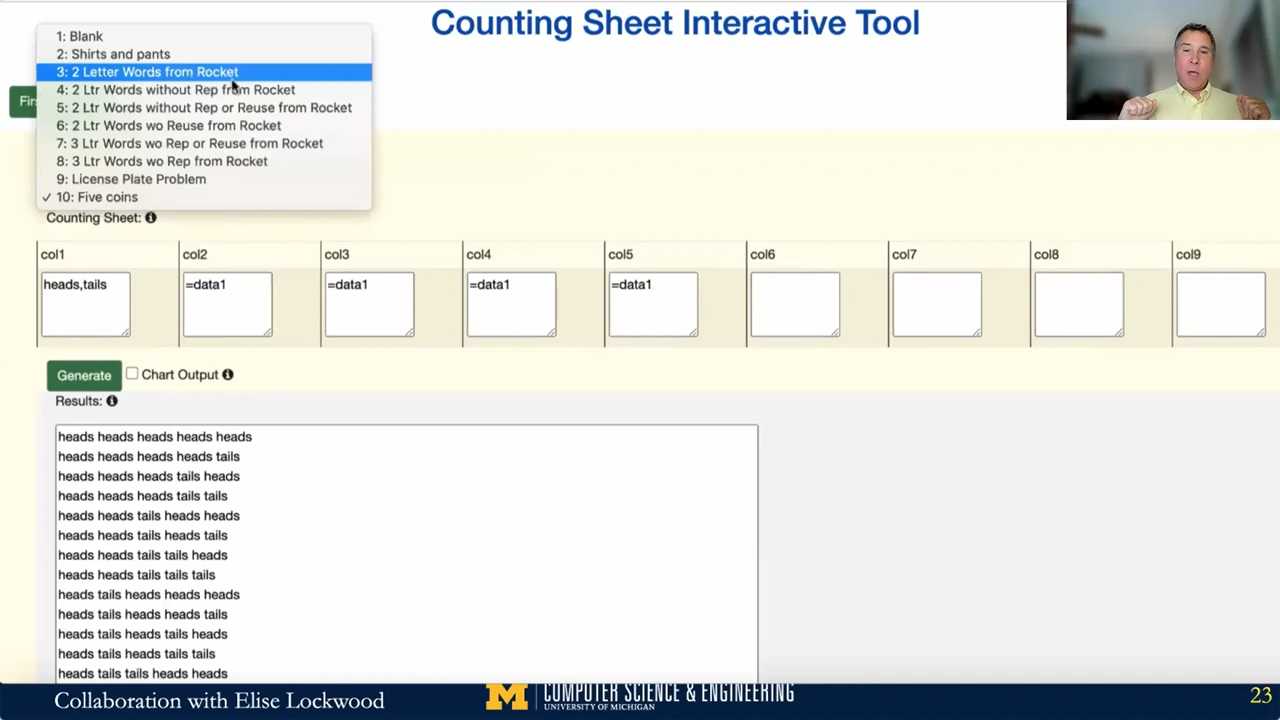 Counting Sheet Interactive Tool
1: Blank
2: Shirts and pants
3: 2 Letter Words from Rocket
4: 2 Ltr Words without Rep from Rocket
5: 2 Ltr Words without Rep or Reuse from Rocket
6: 2 Ltr Words wo Reuse from Rocket
7: 3 Ltr Words wo Rep or Reuse from Rocket
8: 3 Ltr Words wo Rep from Rocket
9: License Plate Problem
✓ 10: Five coins
Counting Sheet:
col1 col2 col3 col4 col5 col6 col7 col8 col9
heads,tails =data1 =data1 =data1 =data1
Generate Chart Output
Results:
heads heads heads heads heads
heads heads heads heads tails
heads heads heads tails heads
heads heads heads tails tails
heads heads tails heads heads
heads heads tails heads tails
heads heads tails tails heads
heads heads tails tails tails
heads tails heads heads heads
heads tails heads heads tails
heads tails heads tails heads
heads tails heads tails tails
heads tails tails heads heads
Collaboration with Elise Lockwood
M COMPUTER SCIENCE & ENGINEERING
UNIVERSITY OF MICHIGAN
23